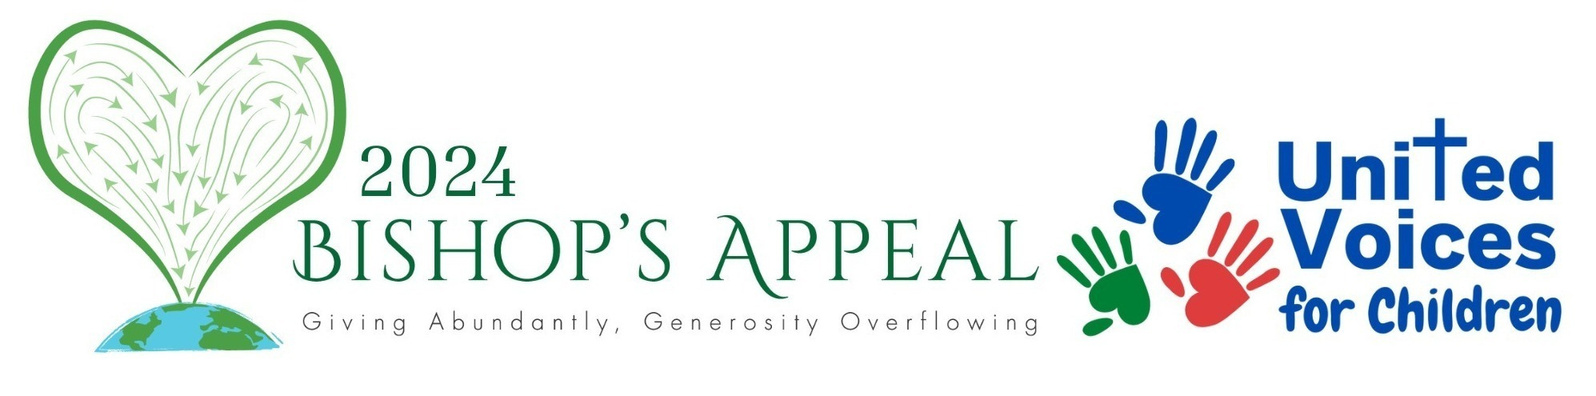 2024
BISHOP'S APPEAL
Giving Abundantly, Generosity Overflowing
United
Voices
for Children